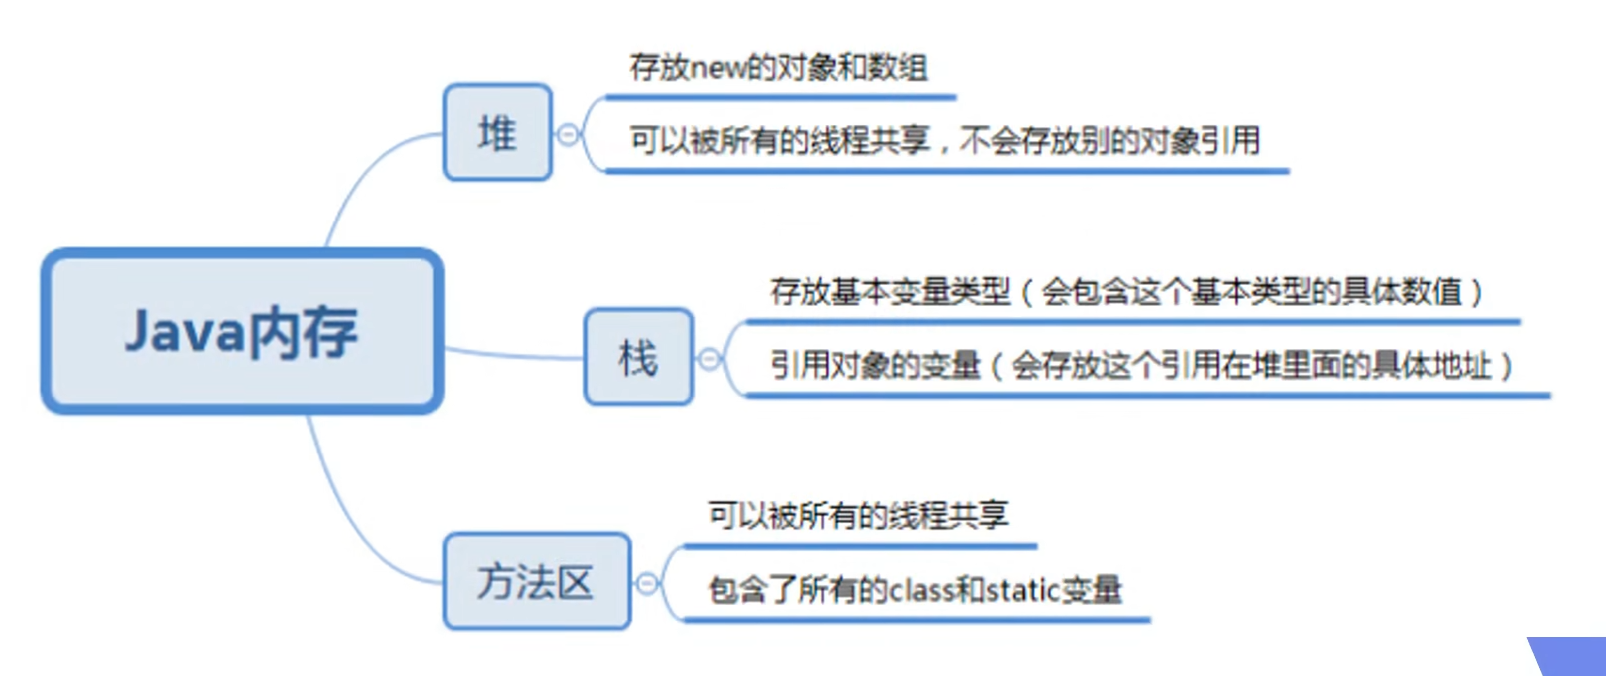 存放new的对象和数组
堆
可以被所有的线程共享，不会存放别的对象引用
存放基本变量类型（会包含这个基本类型的具体数值）
Java内存
栈
引用对象的变量（会存放这个引用在堆里面的具体地址）
可以被所有的线程共享
方法区
包含了所有的class和static变量